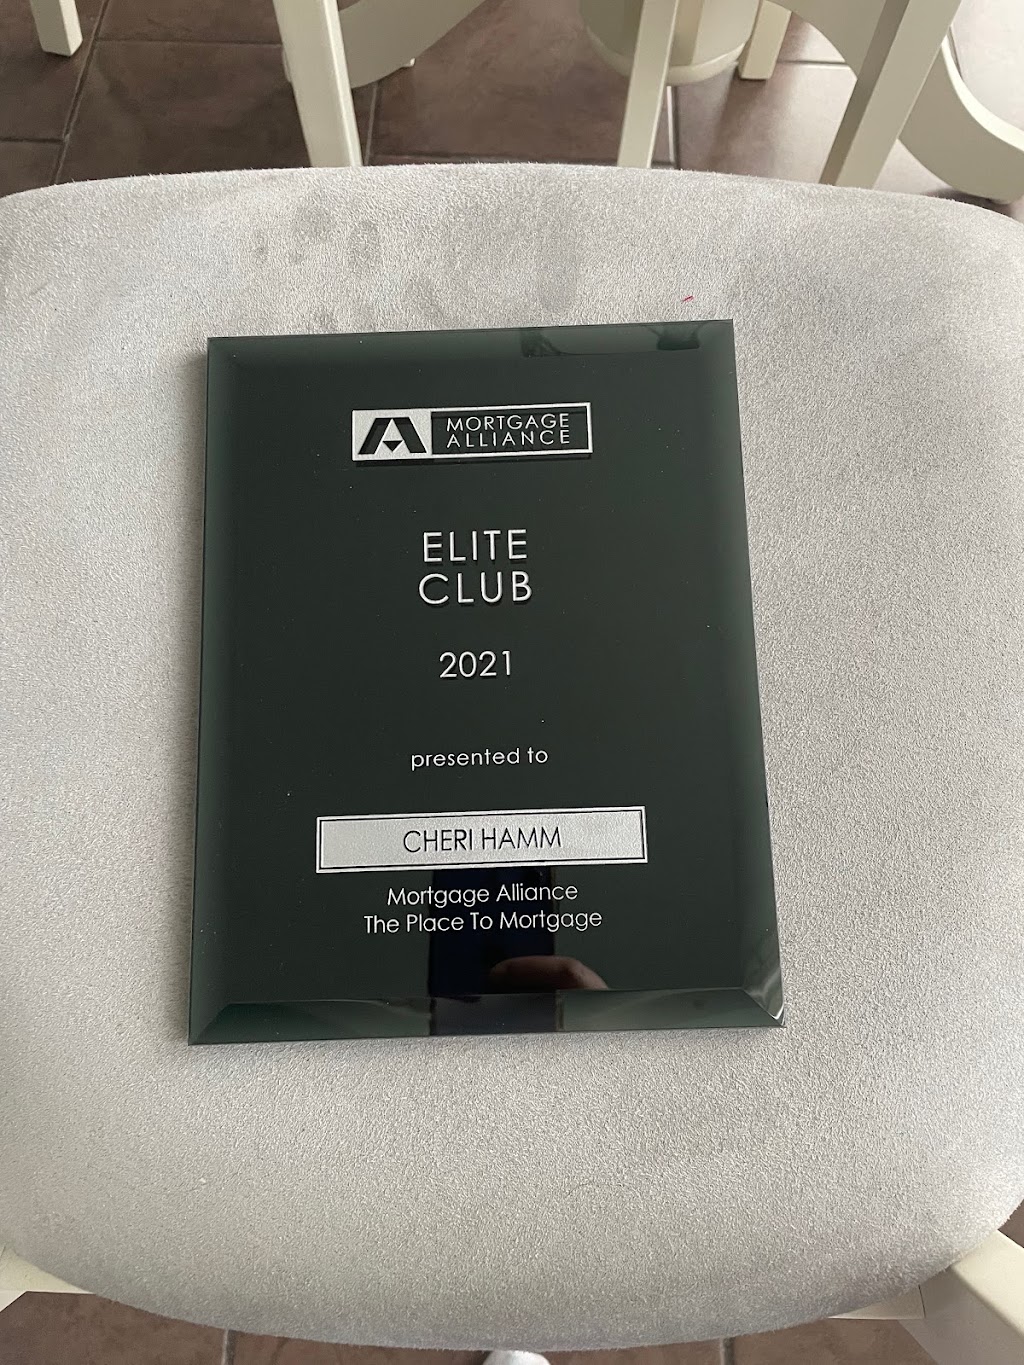 MORTGAGE
ALLIANCE
ELITE
CLUB
2021
presented to
CHERI HAMM
Mortgage Alliance
The Place To Mortgage